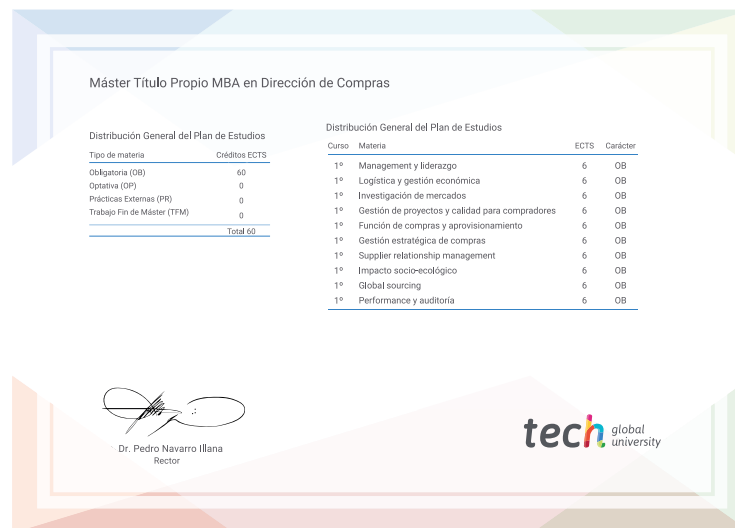 Máster Título Propio MBA en Dirección de Compras
Distribución General del Plan de Estudios
Tipo de materia Créditos ECTS
Obligatoria (OB) 60
Optativa (OP) 0
Prácticas Externas (PR) 0
Trabajo Fin de Máster (TFM) 0
Total 60
Distribución General del Plan de Estudios
Curso Materia ECTS Carácter
1º Management y liderazgo 6 OB
1º Logística y gestión económica 6 OB
1º Investigación de mercados 6 OB
1º Gestión de proyectos y calidad para compradores 6 OB
1º Función de compras y aprovisionamiento 6 OB
1º Gestión estratégica de compras 6 OB
1º Supplier relationship management 6 OB
1º Impacto socio-ecológico 6 OB
1º Global sourcing 6 OB
1º Performance y auditoría 6 OB
Dr. Pedro Navarro Illana
Rector
tech global
university